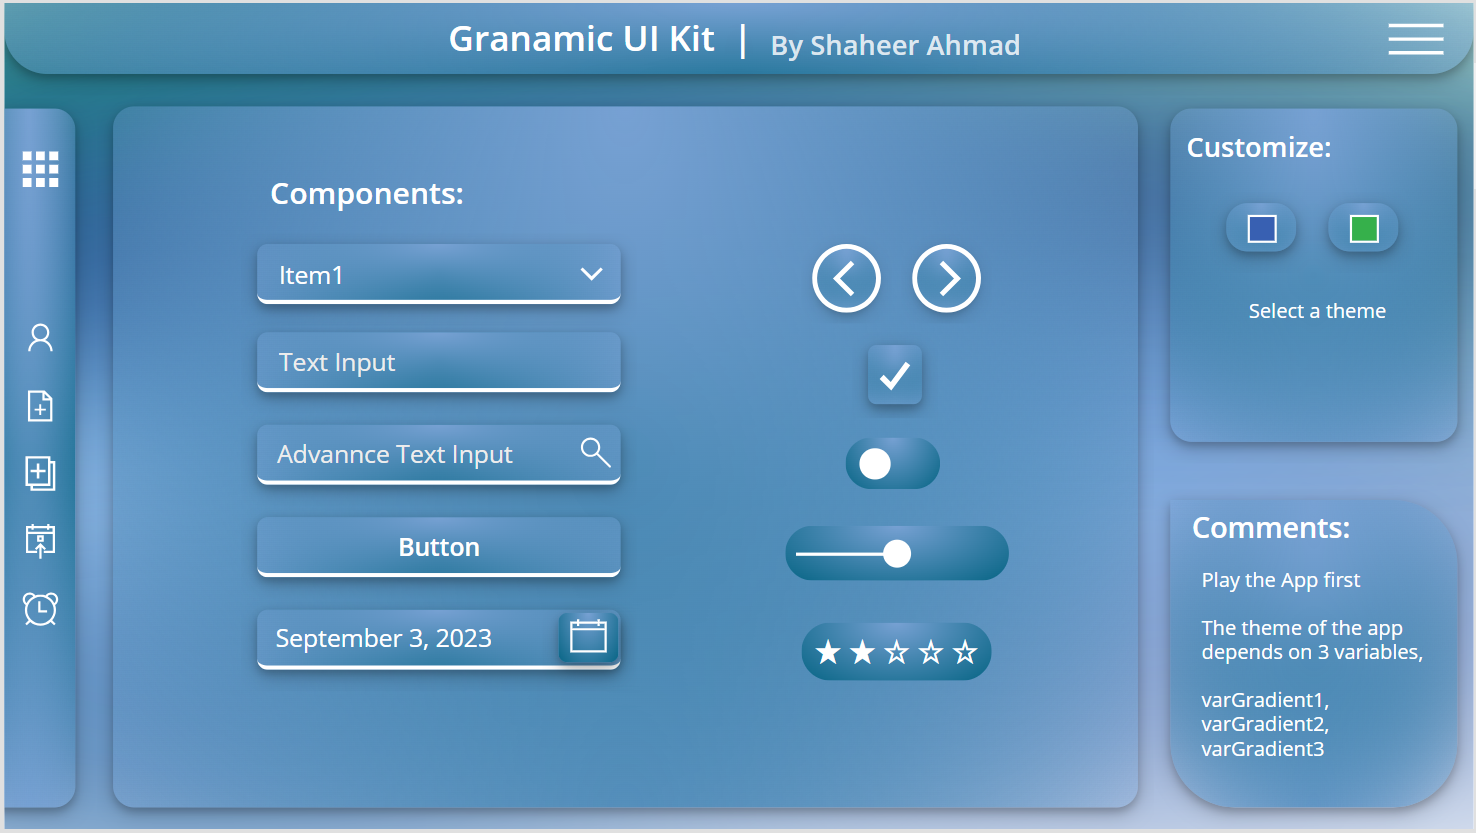 Granamic UI Kit | By Shaheer Ahmad
Components:
Item1
Text Input
Advannce Text Input
Button
September 3, 2023
Customize:
Select a theme
Comments:
Play the App first
The theme of the app
depends on 3 variables,
varGradient1,
varGradient2,
varGradient3